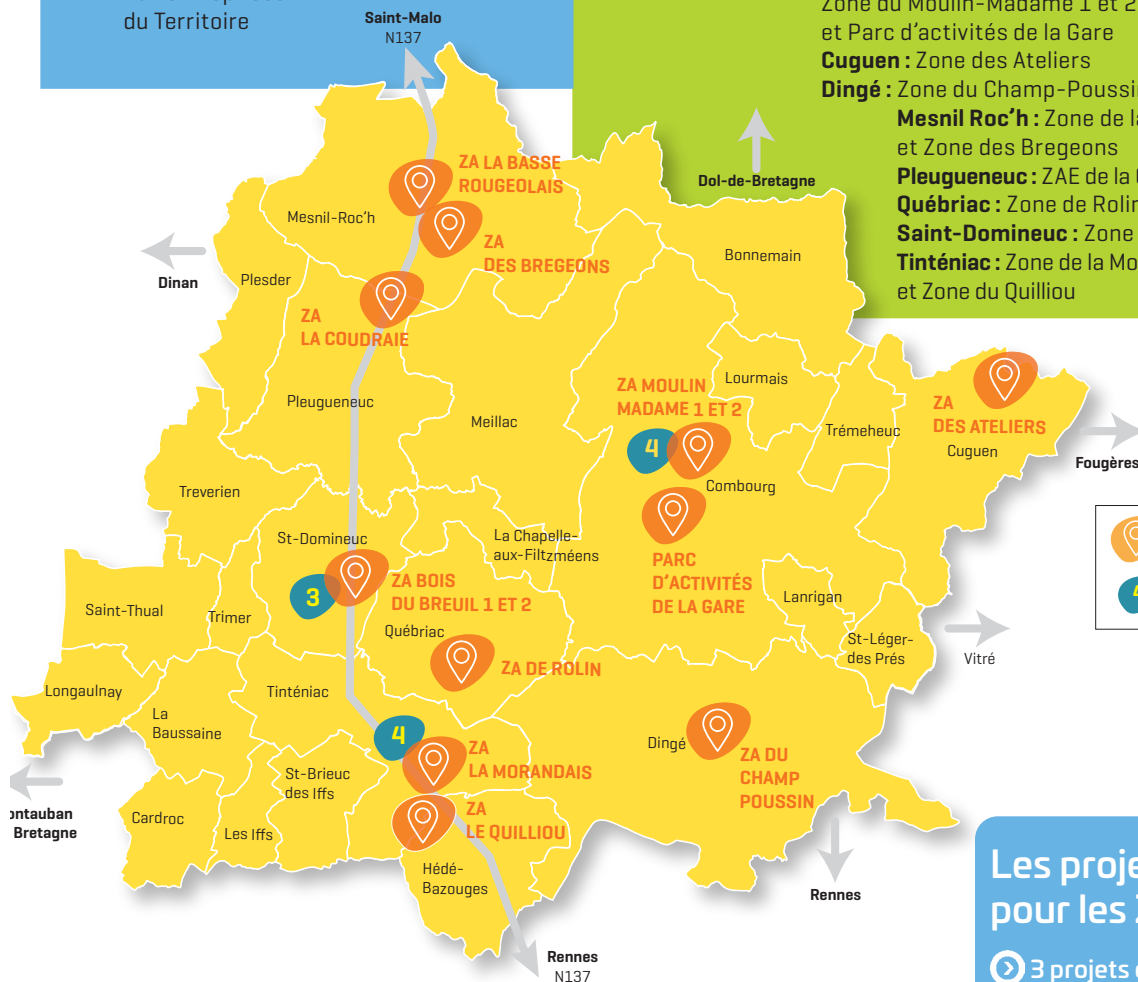 du Territoire
Saint-Malo
N137
Zone du Moulin-Madame 1 et 2
et Parc d'activités de la Gare
Cuguen : Zone des Ateliers
Dingé : Zone du Champ-Poussin
Mesnil Roc'h : Zone de la
et Zone des Bregeons
Pleugueneuc : ZAE de la
Québriac : Zone de Rolin
Saint-Domineuc : Zone
Tinténiac : Zone de la Mo
et Zone du Quilliou
Dol-de-Bretagne
ZA LA BASSE
ROUGEOLAIS
Mesnil-Roc'h
ZA
DES BREGEONS
Bonnemain
Dinan
Plesder
ZA
LA COUDRAIE
Pleugueneuc
Meillac
ZA MOULIN
MADAME 1 ET 2
4
Lourmais
Trémeheuc
ZA
DES ATELIERS
Cuguen
Fougères
Combourg
Treverien
St-Domineuc
La Chapelle-
aux-Filtzméens
PARC
D'ACTIVITÉS
DE LA GARE
3
ZA BOIS
DU BREUIL 1 ET 2
Lanrigan
4
Saint-Thual
Trimer
Québriac
ZA DE ROLIN
St-Léger-
des Prés
Vitré
Longaulnay
Tinténiac
La
Baussaine
4
ZA
LA MORANDAIS
Dingé
ZA DU
CHAMP
POUSSIN
St-Brieuc
des Iffs
ontauban
Bretagne
Cardroc
Les Iffs
ZA
LE QUILLIOU
Hédé-
Bazouges
Rennes
Rennes
N137
Les proje
pour les
3 projets